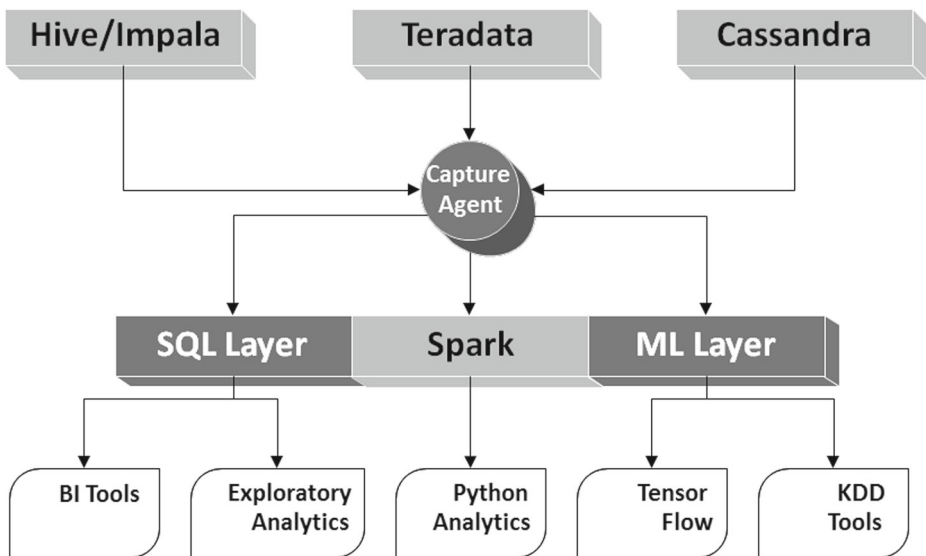 Hive/Impala
Teradata
Cassandra
Capture
Agent
SQL Layer
Spark
ML Layer
BI Tools
Exploratory
Analytics
Python
Analytics
Tensor
Flow
KDD
Tools